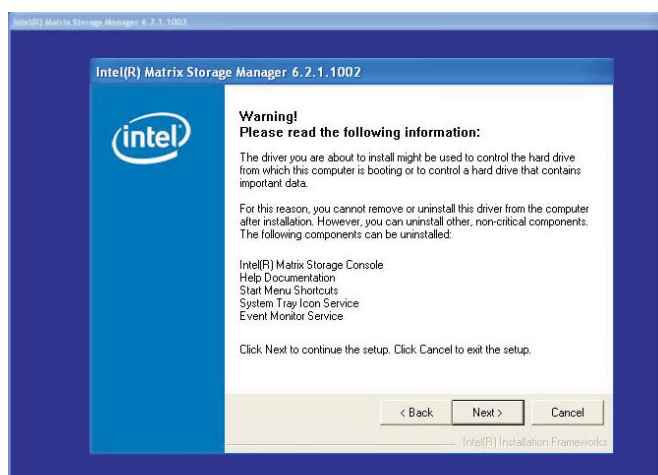 Intel(R) Matrix Storage Manager 6.2.1.1002
Intel(R) Matrix Storage Manager 6.2.1.1002
intel
Warning!
Please read the following information:
The driver you are about to install might be used to control the hard drive
from which this computer is booting or to control a hard drive that contains
important data.
For this reason, you cannot remove or uninstall this driver from the computer
after installation. However, you can uninstall other, non-critical components.
The following components can be uninstalled:
Intel(R) Matrix Storage Console
Help Documentation
Start Menu Shortcuts
System Tray Icon Service
Event Monitor Service
Click Next to continue the setup. Click Cancel to exit the setup.
< Back Next > Cancel
Intel(R) Installation Frameworks